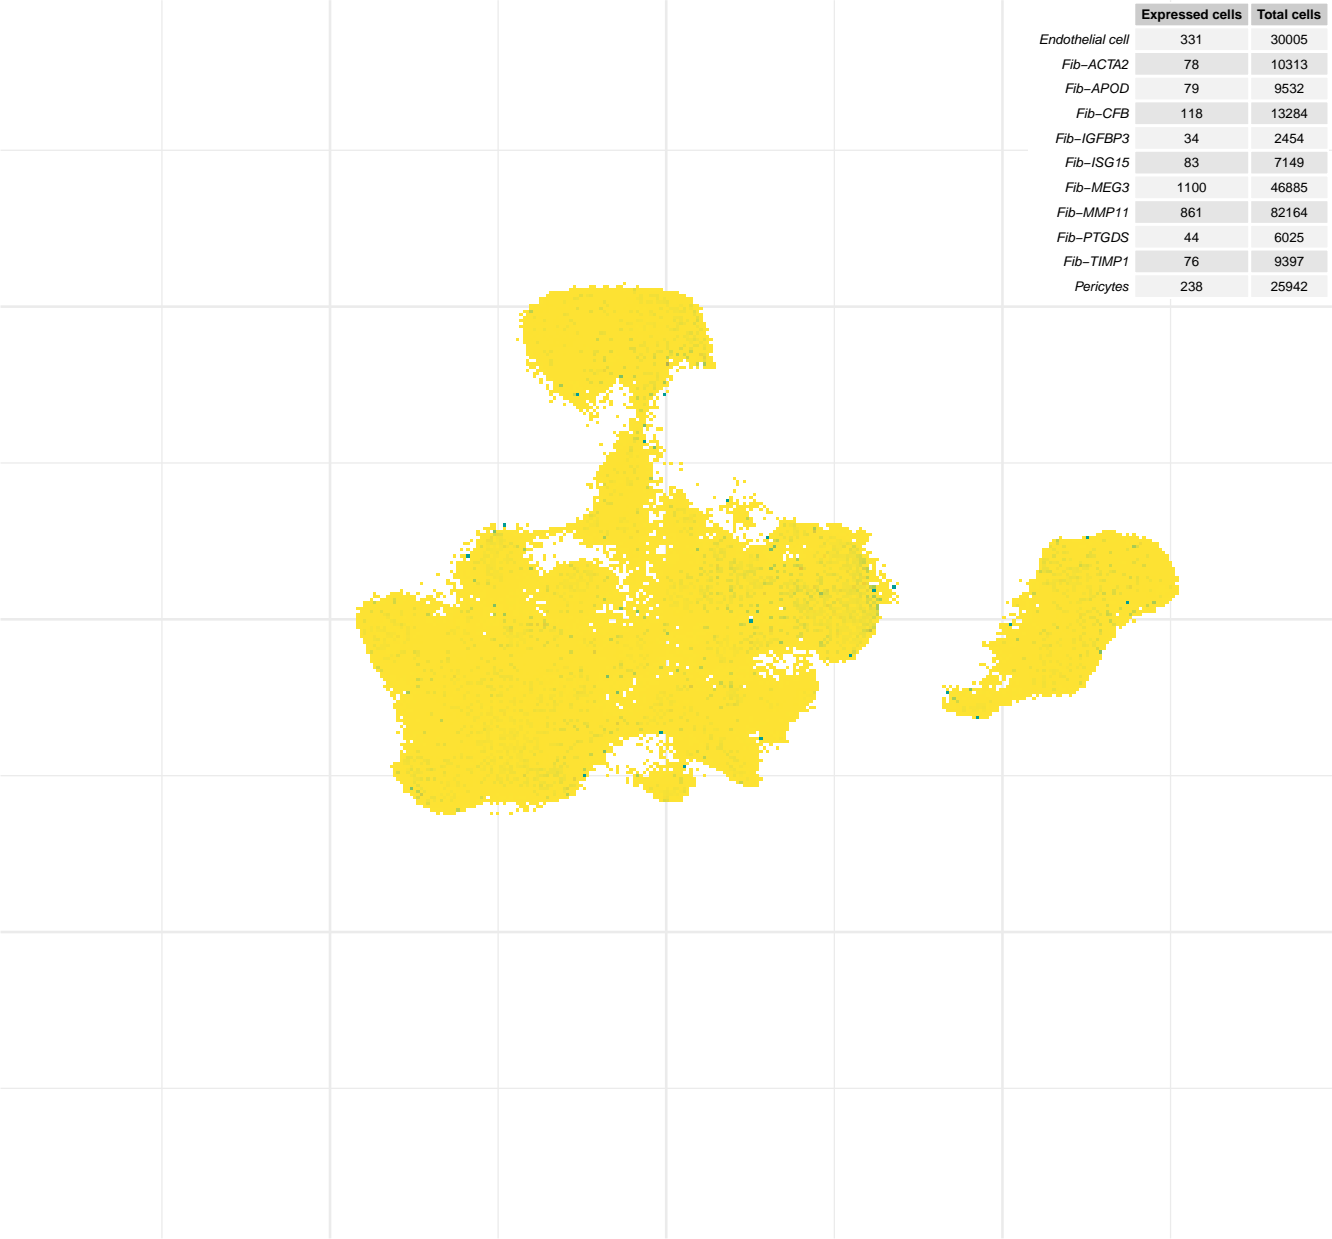 Expressed cells Total cells
Endothelial cell 331 30005
Fib−ACTA2 78 10313
Fib−APOD 79 9532
Fib−CFB 118 13284
Fib−IGFBP3 34 2454
Fib−ISG15 83 7149
Fib−MEG3 1100 46885
Fib−MMP11 861 82164
Fib−PTGDS 44 6025
Fib−TIMP1 76 9397
Pericytes 238 25942